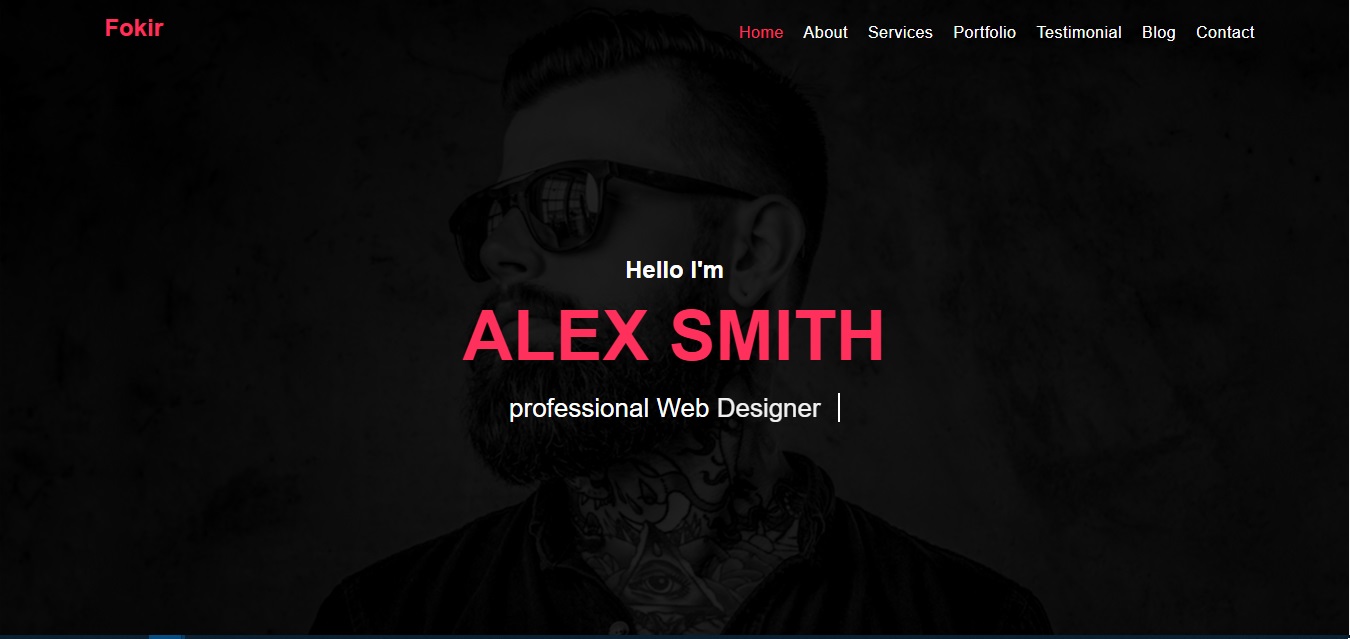 Fokir
Home About Services Portfolio Testimonial Blog Contact
Hello I'm
ALEX SMITH
professional Web Designer